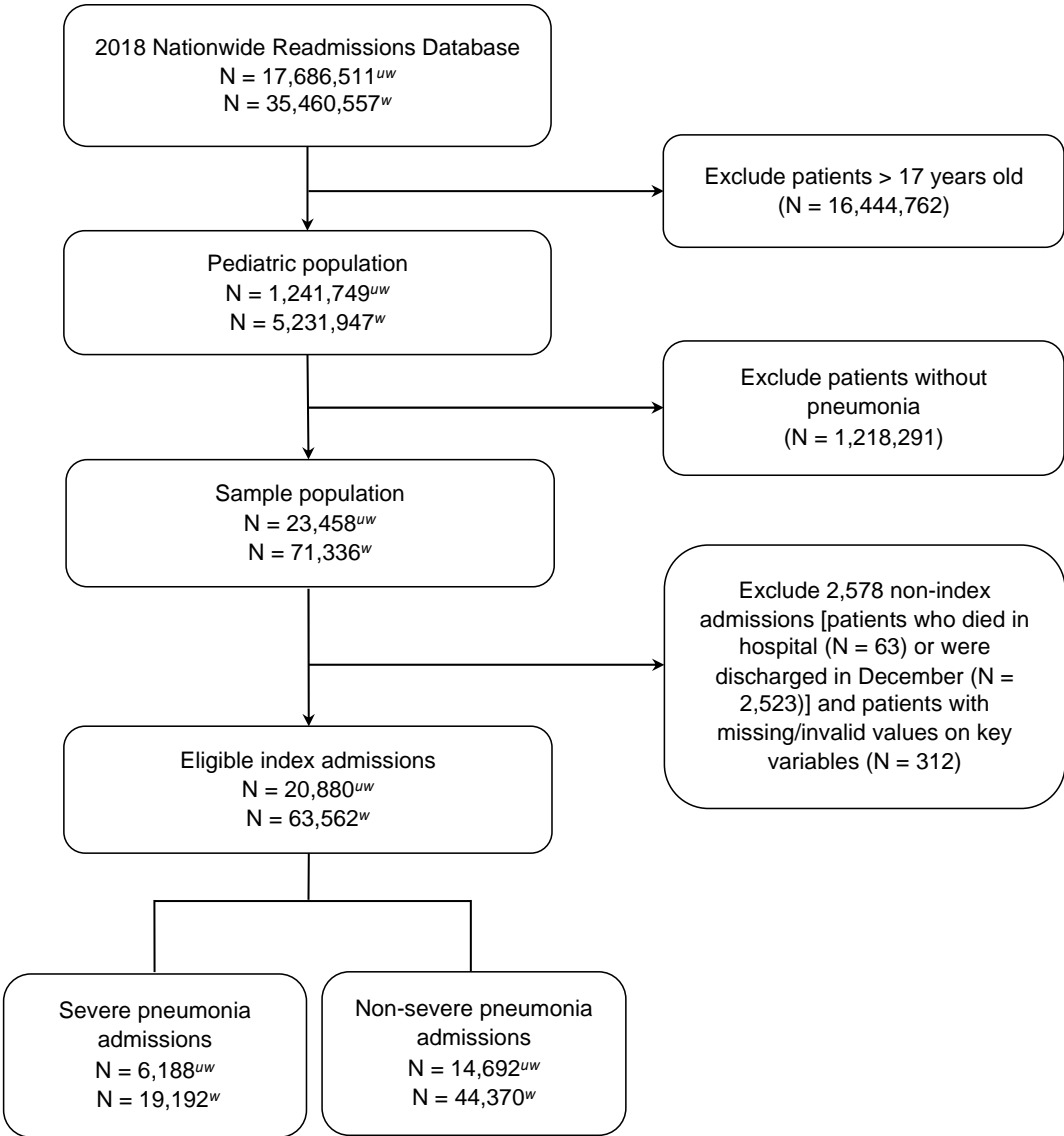 2018 Nationwide Readmissions Database
N = 17,686,511uw
N = 35,460,557w
Exclude patients > 17 years old
(N = 16,444,762)
Pediatric population
N = 1,241,749uw
N = 5,231,947w
Exclude patients without
pneumonia
(N = 1,218,291)
Sample population
N = 23,458uw
N = 71,336w
Exclude 2,578 non-index
admissions [patients who died in
hospital (N = 63) or were
discharged in December (N =
2,523)] and patients with
missing/invalid values on key
variables (N = 312)
Eligible index admissions
N = 20,880uw
N = 63,562w
Severe pneumonia
admissions
N = 6,188uw
N = 19,192w
Non-severe pneumonia
admissions
N = 14,692uw
N = 44,370w